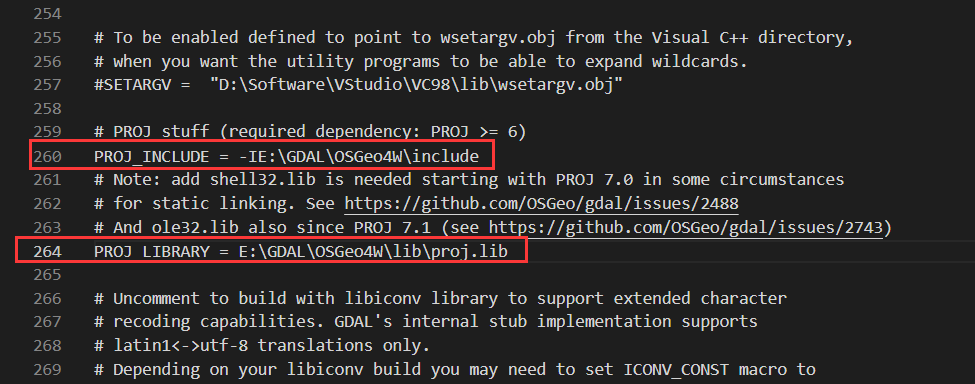 254
255 # To be enabled defined to point to wsetargv.obj from the Visual C++ directory,
256 # when you want the utility programs to be able to expand wildcards.
257 #SETARGV =  "D:\Software\VStudio\VC98\lib\wsetargv.obj"
258
259 # PROJ stuff (required dependency: PROJ >= 6)
260 PROJ_INCLUDE = -IE:\GDAL\OSGeo4W\include
261 # Note: add shell32.lib is needed starting with PROJ 7.0 in some circumstances
262 # for static linking. See https://github.com/OSGeo/gdal/issues/2488
263 # And ole32.lib also since PROJ 7.1 (see https://github.com/OSGeo/gdal/issues/2743)
264 PROJ_LIBRARY = E:\GDAL\OSGeo4W\lib\proj.lib
265
266 # Uncomment to build with libiconv library to support extended character
267 # recoding capabilities. GDAL's internal stub implementation supports
268 # latin1<->utf-8 translations only.
269 # Depending on your libiconv build you may need to set ICONV_CONST macro to